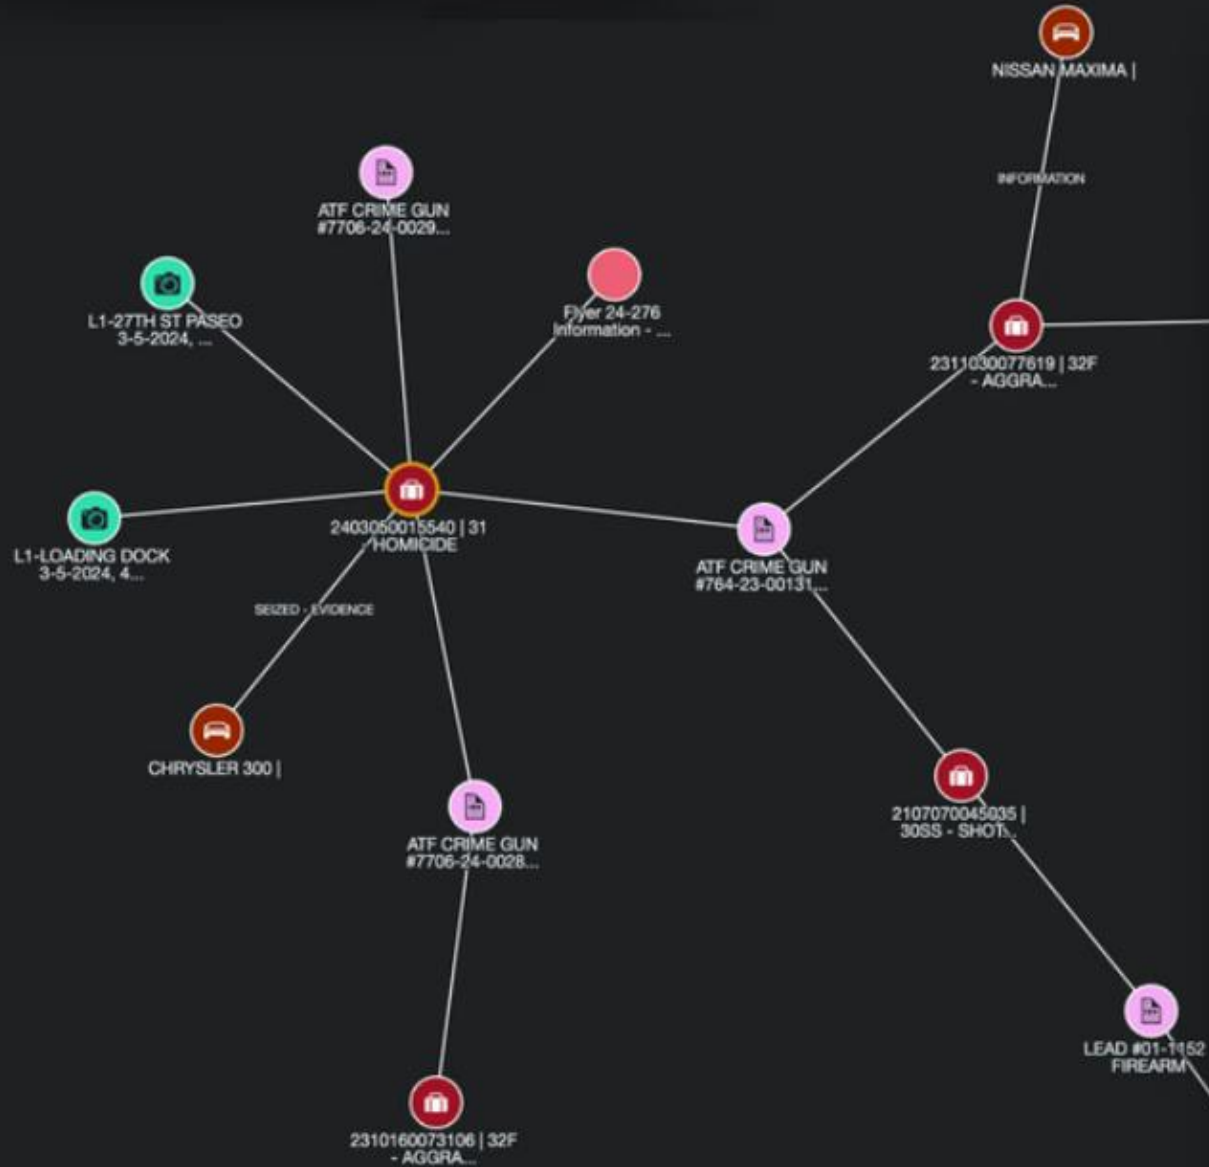 NISSAN MAXIMA |
INFORMATION
ATF CRIME GUN
#7706-24-0029...
L1-27TH ST PASEO
3-5-2024, ...
Flyer 24-276
Information - ...
2311030077619 | 32F
- AGGRA...
2403050015540 | 31
- HOMICIDE
L1-LOADING DOCK
3-5-2024, 4...
ATF CRIME GUN
#764-23-00131...
SEIZED - EVIDENCE
CHRYSLER 300 |
ATF CRIME GUN
#7706-24-0028...
2107070045035 |
30SS - SHOT...
LEAD #01-1152
FIREARM
2310160073106 | 32F
- AGGRA...